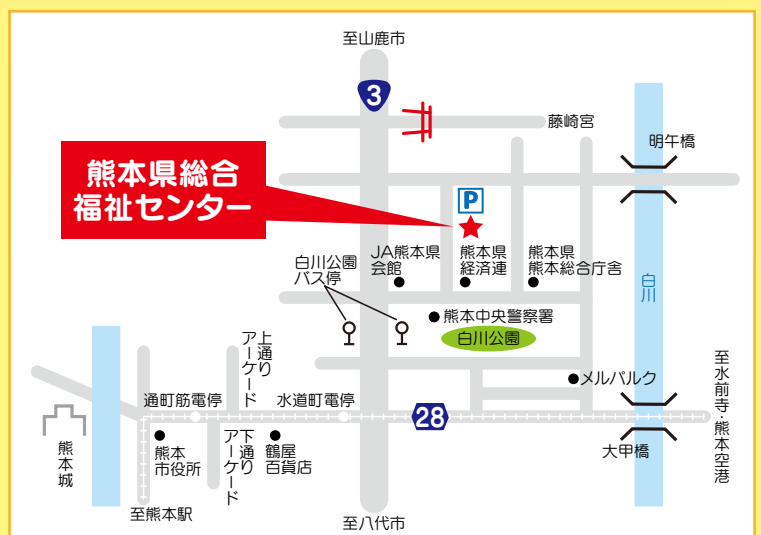 至山鹿市
3
藤崎宮
明午橋
熊本県総合
福祉センター
P
JA熊本県
会館
熊本県
経済連
熊本県
熊本総合庁舎
白川公園
バス停
白川
熊本中央警察署
白川公園
メルパルク
上通り
アーケード
通町筋電停
水道町電停
28
至水前寺・熊本空港
熊本城
熊本
市役所
下通り
アーケード
鶴屋
百貨店
大甲橋
至熊本駅
至八代市